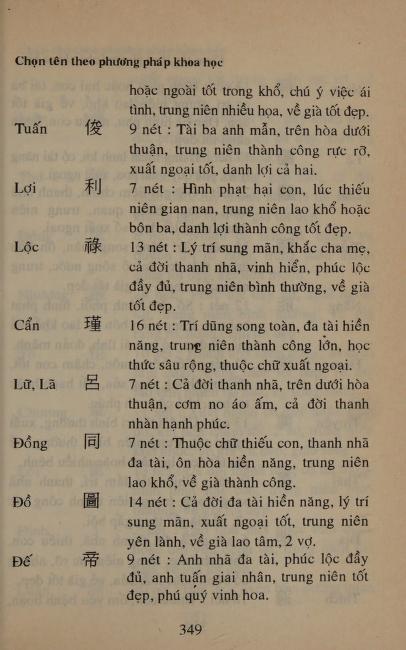 Chọn tên theo phương pháp khoa học
hoặc ngoài tốt trong khổ, chú ý việc ái
tình, trung niên nhiều họa, về già tốt đẹp.
Tuấn 俊 9 nét : Tài ba anh mẫn, trên hòa dưới
thuận, trung niên thành công rực rỡ,
xuất ngoại tốt, danh lợi cả hai.
Lợi 利 7 nét : Hình phạt hại con, lúc thiếu
niên gian nan, trung niên lao khổ hoặc
bôn ba, danh lợi thành công tốt đẹp.
Lộc 祿 13 nét : Lý trí sung mãn, khắc cha mẹ,
cả đời thanh nhã, vinh hiển, phúc lộc
đầy đủ, trung niên bình thường, về già
tốt đẹp.
Cẩn 瑾 16 nét : Trí dũng song toàn, đa tài hiền
năng, trung niên thành công lớn, học
thức sâu rộng, thuộc chữ xuất ngoại.
Lữ, Lã 呂 7 nét : Cả đời thanh nhã, trên dưới hòa
thuận, cơm no áo ấm, cả đời thanh
nhàn hạnh phúc.
Đồng 同 7 nét : Thuộc chữ thiếu con, thanh nhã
đa tài, ôn hòa hiền năng, trung niên
lao khổ, về già thành công.
Đồ 圖 14 nét : Cả đời đa tài hiền năng, lý trí
sung mãn, xuất ngoại tốt, trung niên
yên lành, về già lao tâm, 2 vợ.
Đế 帝 9 nét : Anh nhã đa tài, phúc lộc đầy
đủ, anh tuấn giai nhân, trung niên tốt
đẹp, phú quý vinh hoa.
349